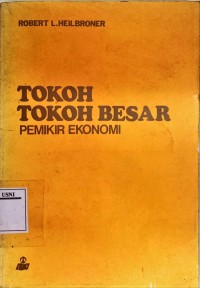 ROBERT L.HEILBRONER
TOKOH
TOKOH BESAR
PEMIKIR EKONOMI
USNI